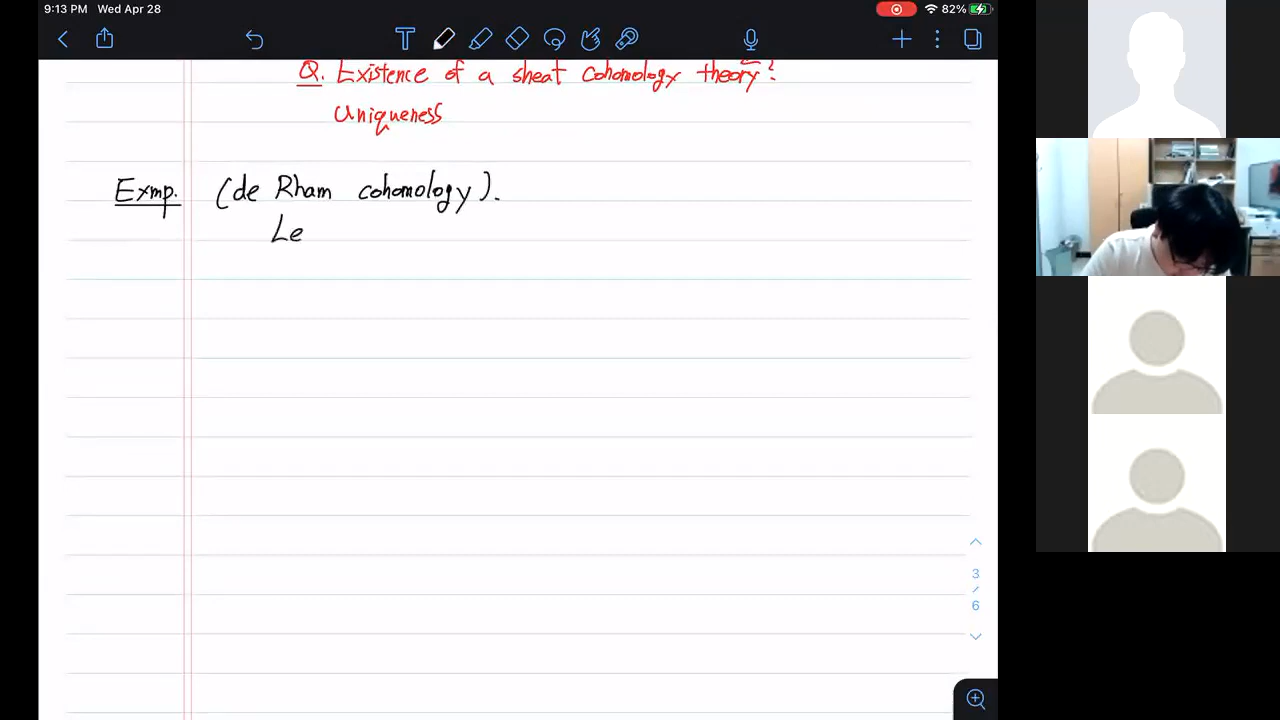 9:13 PM Wed Apr 28
82%
Q. Existence of a sheaf cohomology theory?
Uniqueness
Exmp. (de Rham cohomology).
Le
3
6